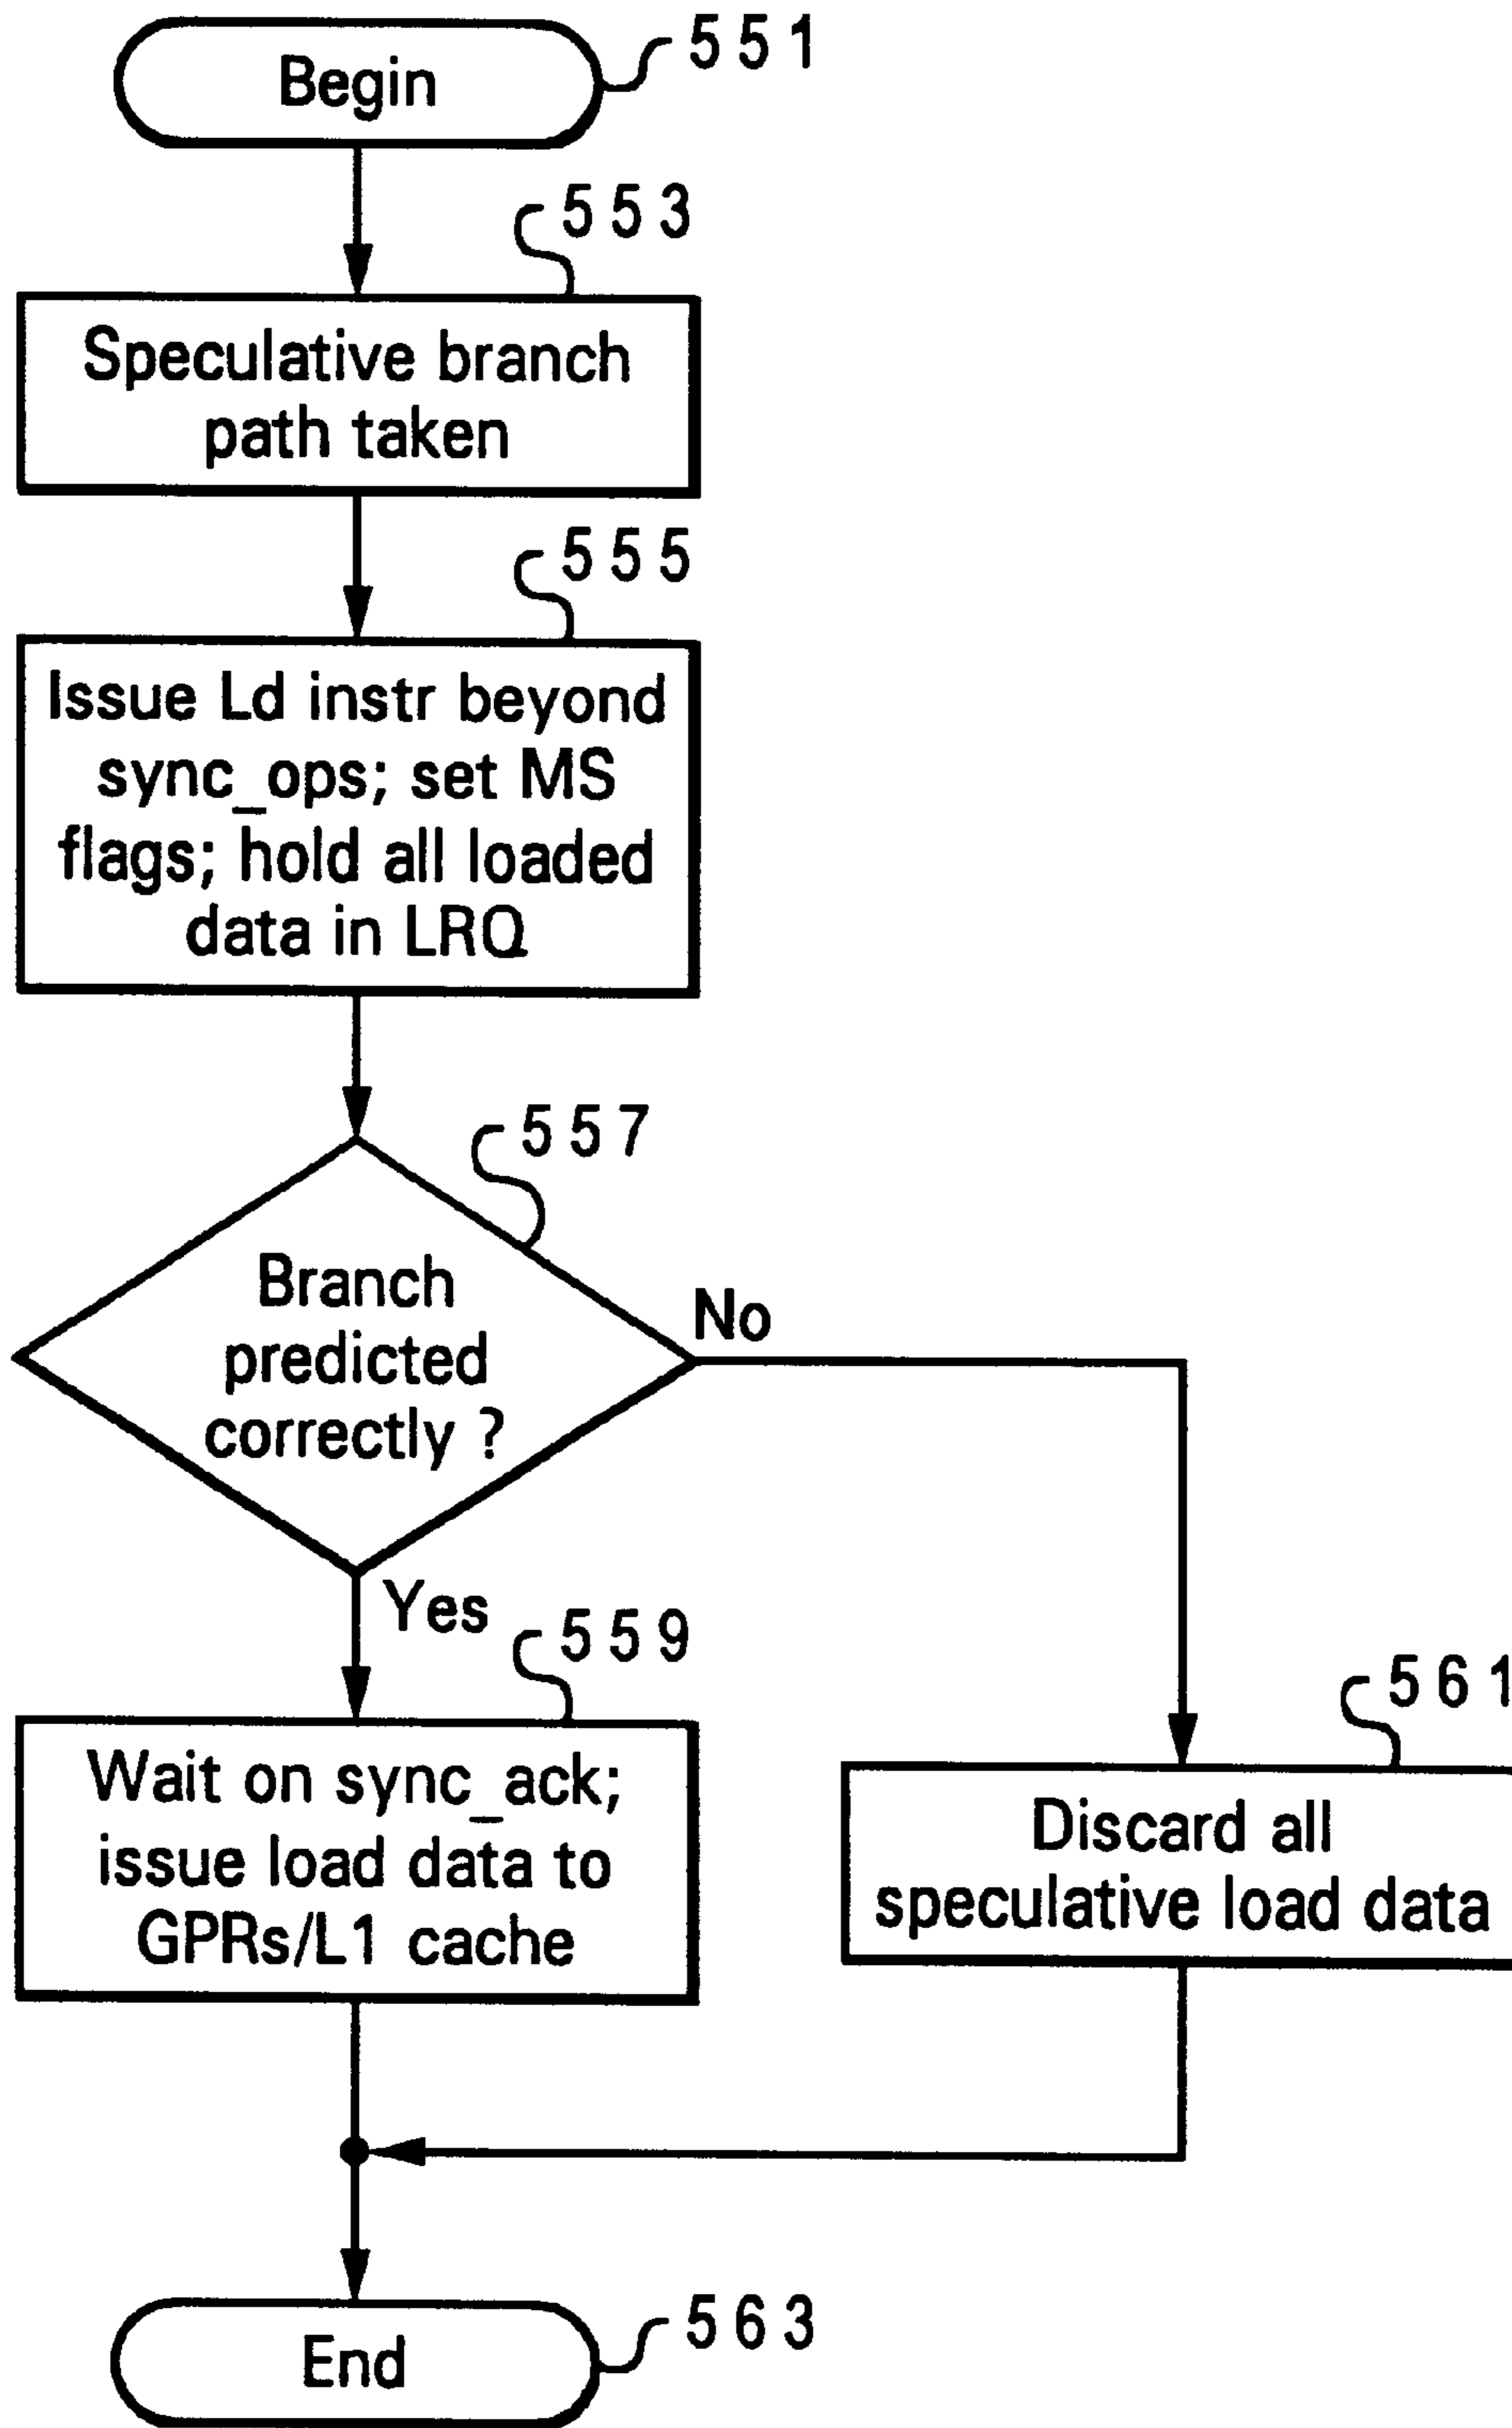 Begin
551
553
Speculative branch
path taken
555
Issue Ld instr beyond
sync_ops; set MS
flags; hold all loaded
data in LRQ
557
Branch
predicted
correctly ?
No
Yes
559
Wait on sync_ack;
issue load data to
GPRs/L1 cache
561
Discard all
speculative load data
End
563